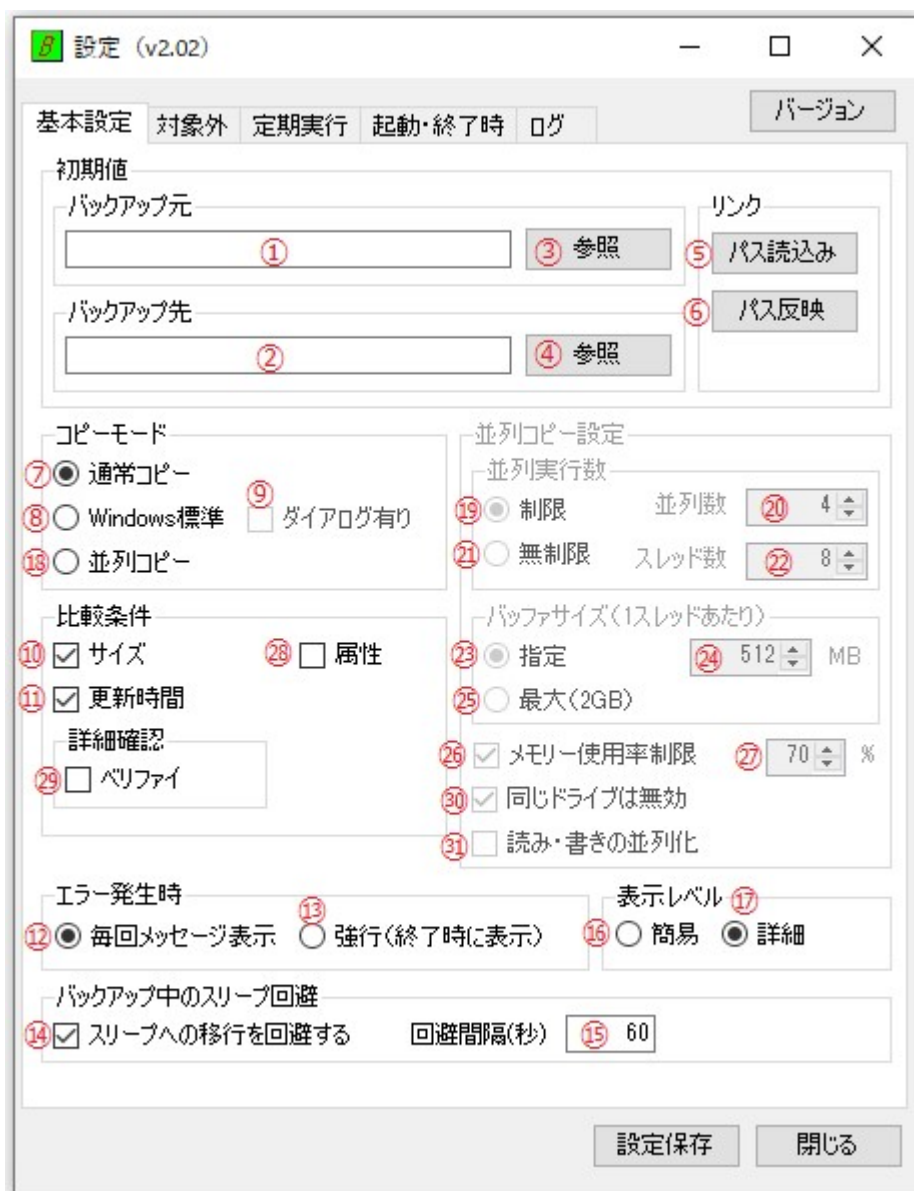 設定（v2.02）
バージョン
基本設定 対象外 定期実行 起動・終了時 ログ
初期値
バックアップ元
リンク
① ③ 参照 ⑤ パス読込み
バックアップ先
⑥ パス反映
② ④ 参照
コピーモード
⑦ 通常コピー
⑧ Windows標準 ⑨ ダイアログ有り
⑱ 並列コピー
並列コピー設定
並列実行数
⑲ 制限 並列数 ⑳ 4
㉑ 無制限 スレッド数 ㉒ 8
比較条件
⑩ サイズ ㉘ 属性
⑪ 更新時間
詳細確認
㉙ ベリファイ
バッファサイズ(1スレッドあたり)
㉓ 指定 ㉔ 512 MB
㉕ 最大(2GB)
㉖ メモリー使用率制限 ㉗ 70 %
㉚ 同じドライブは無効
㉛ 読み・書きの並列化
エラー発生時
⑫ 毎回メッセージ表示 ⑬ 強行(終了時に表示)
表示レベル ⑰
⑯ 簡易 詳細
バックアップ中のスリープ回避
⑭ スリープへの移行を回避する 回避間隔(秒) ⑮ 60
設定保存 閉じる